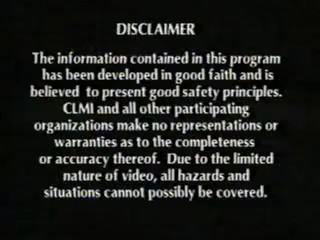 DISCLAIMER
The information contained in this program
has been developed in good faith and is
believed to present good safety principles.
CLMI and all other participating
organizations make no representations or
warranties as to the completeness
or accuracy thereof. Due to the limited
nature of video, all hazards and
situations cannot possibly be covered.